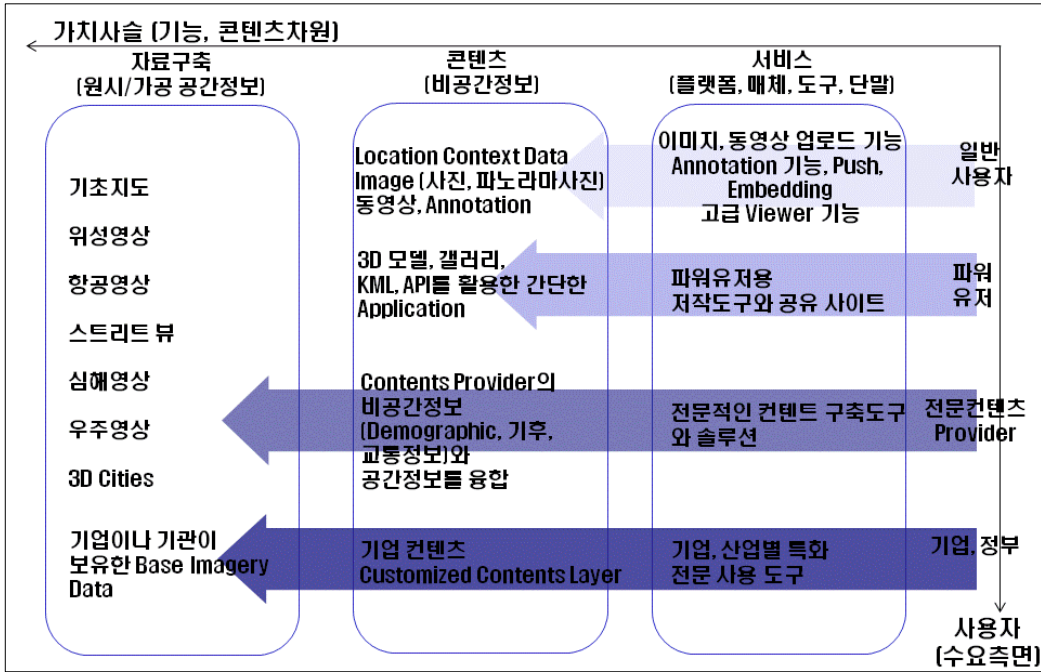 가치사슬 (기능, 콘텐츠차원)
자료구축
(원시/가공 공간정보)
콘텐츠
(비공간정보)
서비스
(플랫폼, 매체, 도구, 단말)
기초지도
위성영상
항공영상
스트리트 뷰
심해영상
우주영상
3D Cities
기업이나 기관이
보유한 Base Imagery
Data
Location Context Data
Image (사진, 파노라마사진)
동영상, Annotation
3D 모델, 갤러리,
KML, API를 활용한 간단한
Application
Contents Provider의
비공간정보
(Demographic, 기후,
교통정보)와
공간정보를 융합
기업 컨텐츠
Customized Contents Layer
이미지, 동영상 업로드 기능
Annotation 기능, Push,
Embedding
고급 Viewer 기능
파워유저용
저작도구와 공유 사이트
전문적인 컨텐트 구축도구
와 솔루션
기업, 산업별 특화
전문 사용 도구
일반
사용자
파워
유저
전문컨텐츠
Provider
기업, 정부
사용자
(수요측면)